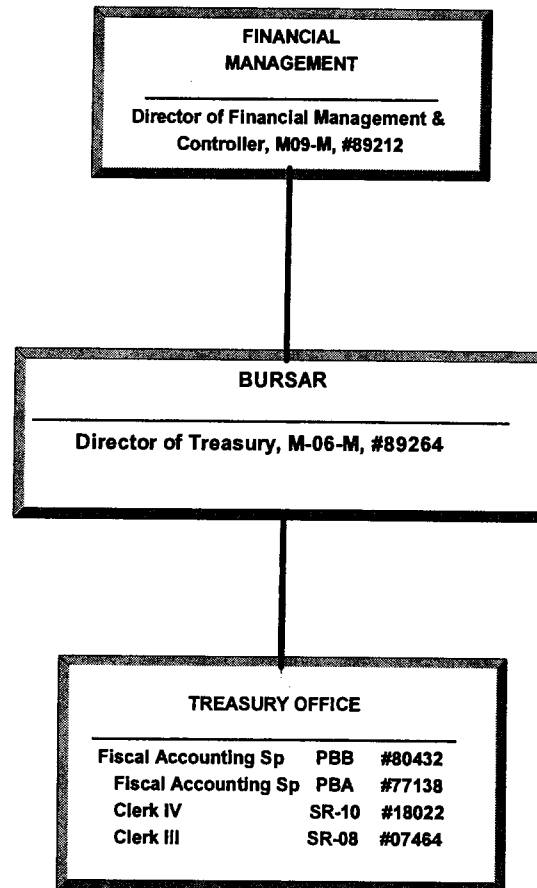 FINANCIAL
MANAGEMENT
Director of Financial Management &
Controller, M09-M, #89212
BURSAR
Director of Treasury, M-06-M, #89264
TREASURY OFFICE
Fiscal Accounting Sp PBB #80432
Fiscal Accounting Sp PBA #77138
Clerk IV SR-10 #18022
Clerk III SR-08 #07464